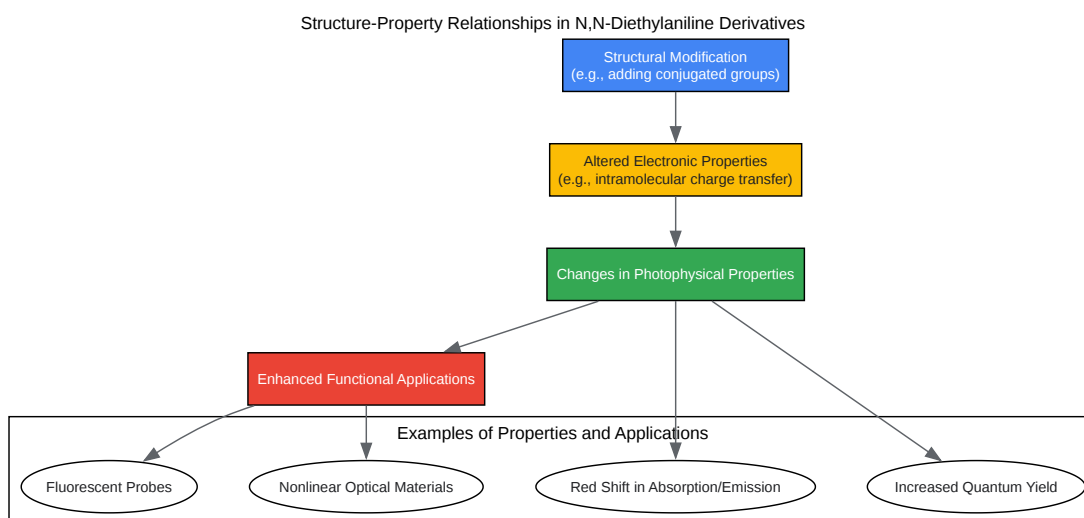 Structure-Property Relationships in N,N-Diethylaniline Derivatives
Structural Modification
(e.g., adding conjugated groups)
Altered Electronic Properties
(e.g., intramolecular charge transfer)
Changes in Photophysical Properties
Enhanced Functional Applications
Examples of Properties and Applications
Fluorescent Probes
Nonlinear Optical Materials
Red Shift in Absorption/Emission
Increased Quantum Yield